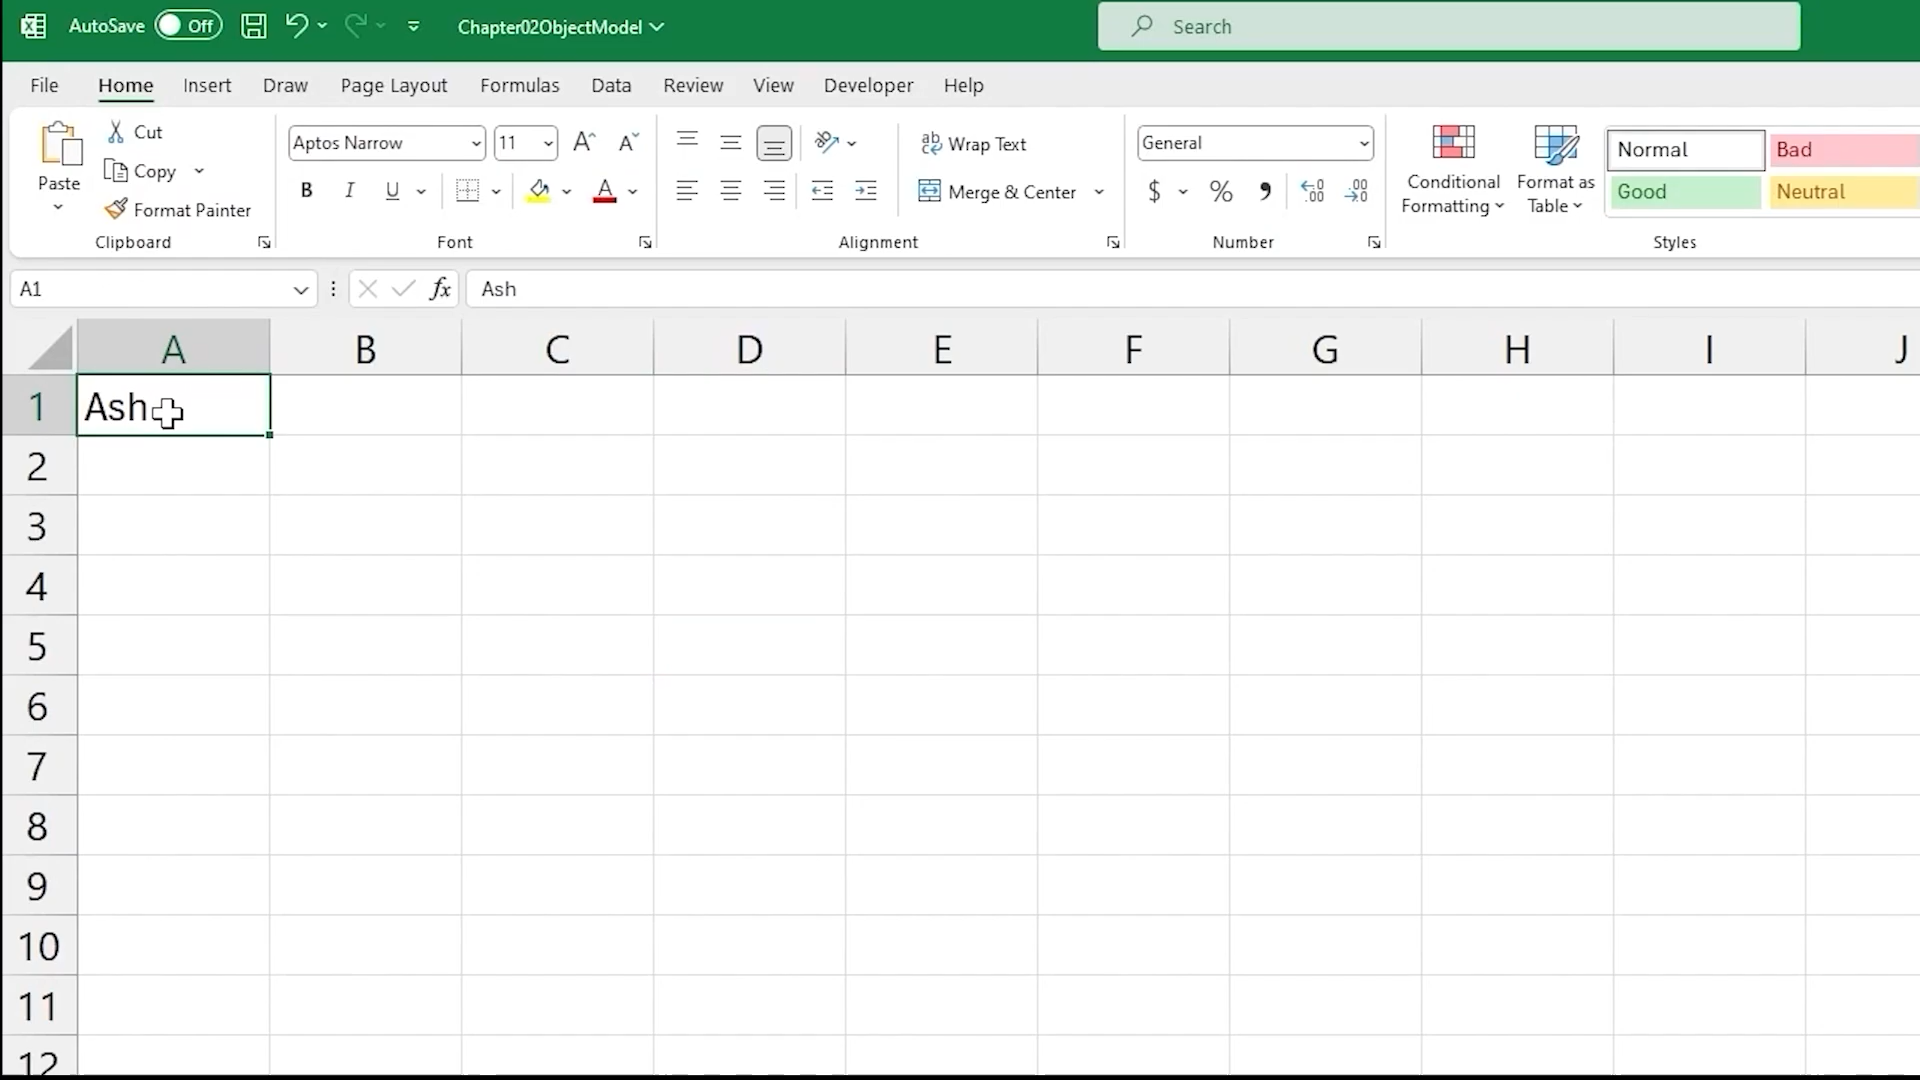 AutoSave Off Chapter02ObjectModel Search
File Home Insert Draw Page Layout Formulas Data Review View Developer Help
Paste
Cut
Copy
Format Painter
Clipboard
Aptos Narrow 11
B I U
Font
Wrap Text
Merge & Center
Alignment
General
$ % ,
Number
Conditional
Formatting
Format as
Table
Normal Bad
Good Neutral
Styles
A1 fx Ash
A B C D E F G H I J
1 Ash
2
3
4
5
6
7
8
9
10
11
12